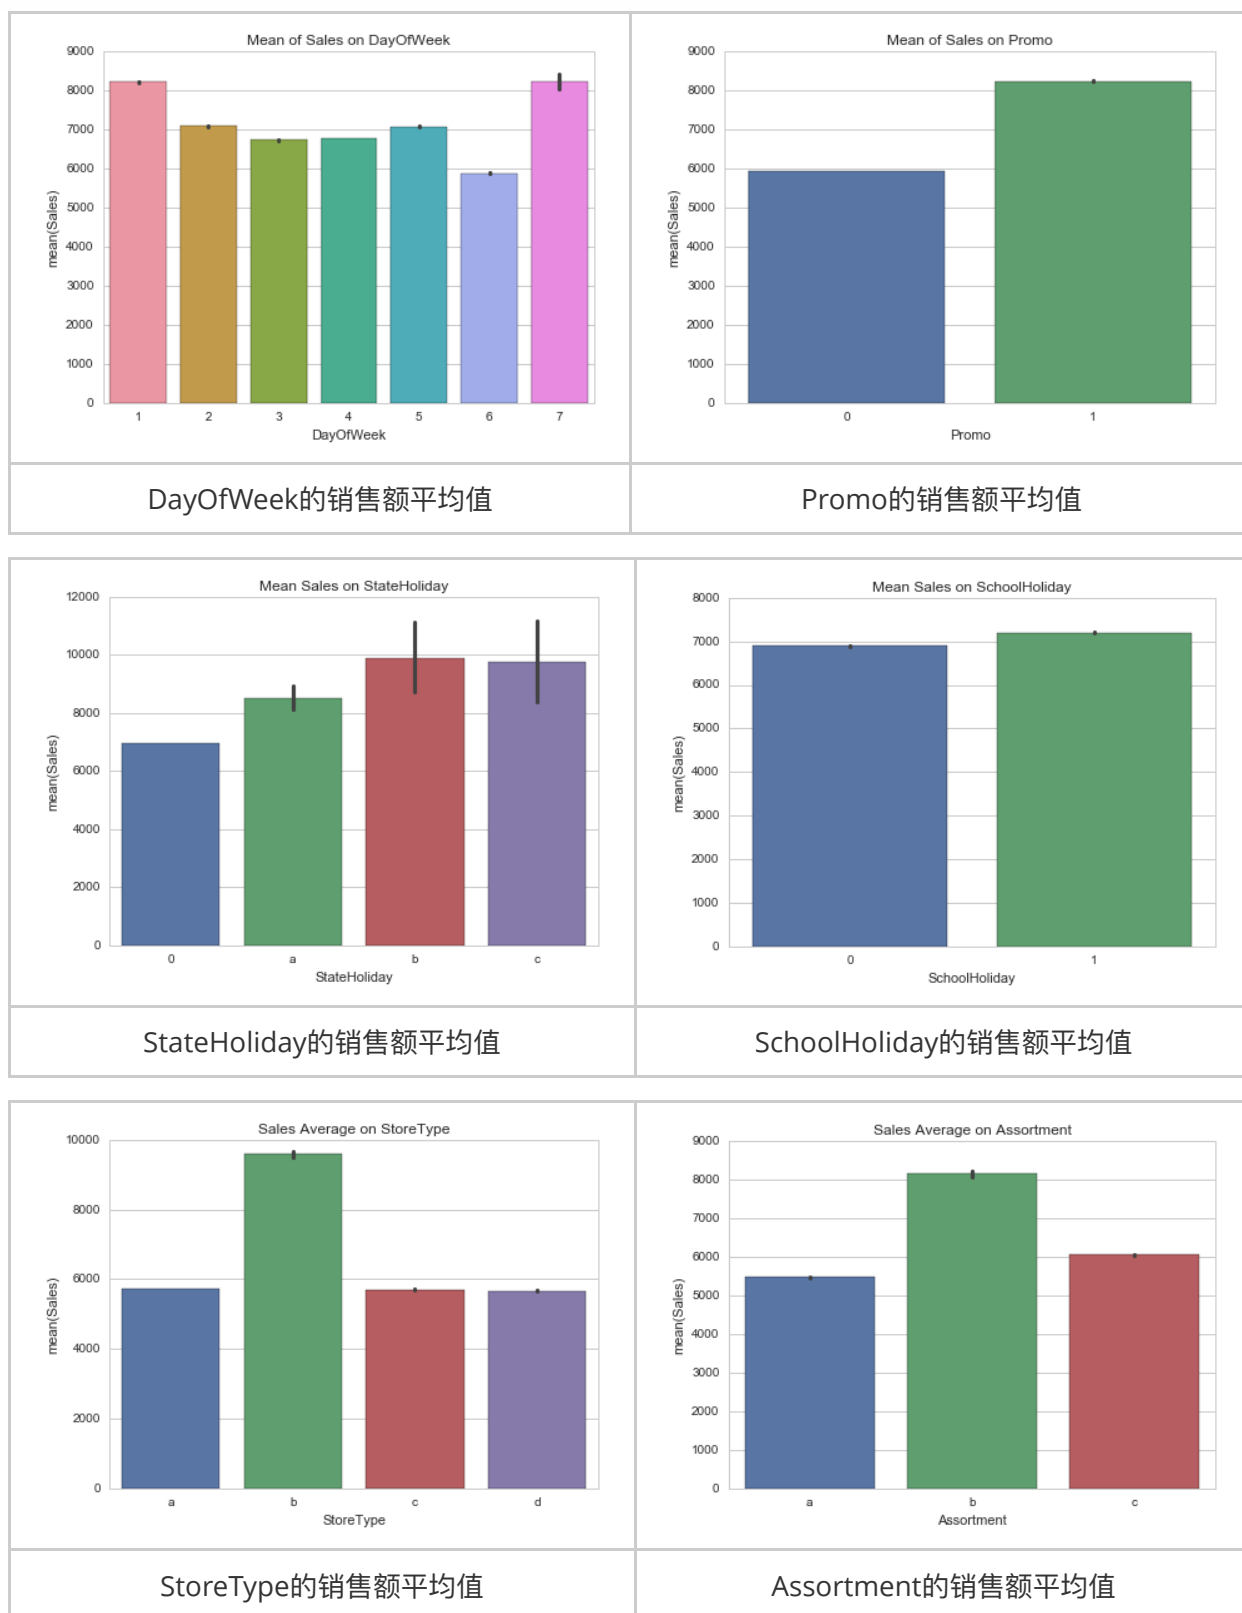 Mean of Sales on DayOfWeek
9000
8000
7000
6000
5000
4000
3000
2000
1000
0
mean(Sales)
1 2 3 4 5 6 7
DayOfWeek
Mean of Sales on Promo
9000
8000
7000
6000
5000
4000
3000
2000
1000
0
mean(Sales)
0 1
Promo
DayOfWeek的销售额平均值
Promo的销售额平均值
Mean Sales on StateHoliday
12000
10000
8000
6000
4000
2000
0
mean(Sales)
0 a b c
StateHoliday
Mean Sales on SchoolHoliday
8000
7000
6000
5000
4000
3000
2000
1000
0
mean(Sales)
0 1
SchoolHoliday
StateHoliday的销售额平均值
SchoolHoliday的销售额平均值
Sales Average on StoreType
10000
8000
6000
4000
2000
0
mean(Sales)
a b c d
StoreType
Sales Average on Assortment
9000
8000
7000
6000
5000
4000
3000
2000
1000
0
mean(Sales)
a b c
Assortment
StoreType的销售额平均值
Assortment的销售额平均值